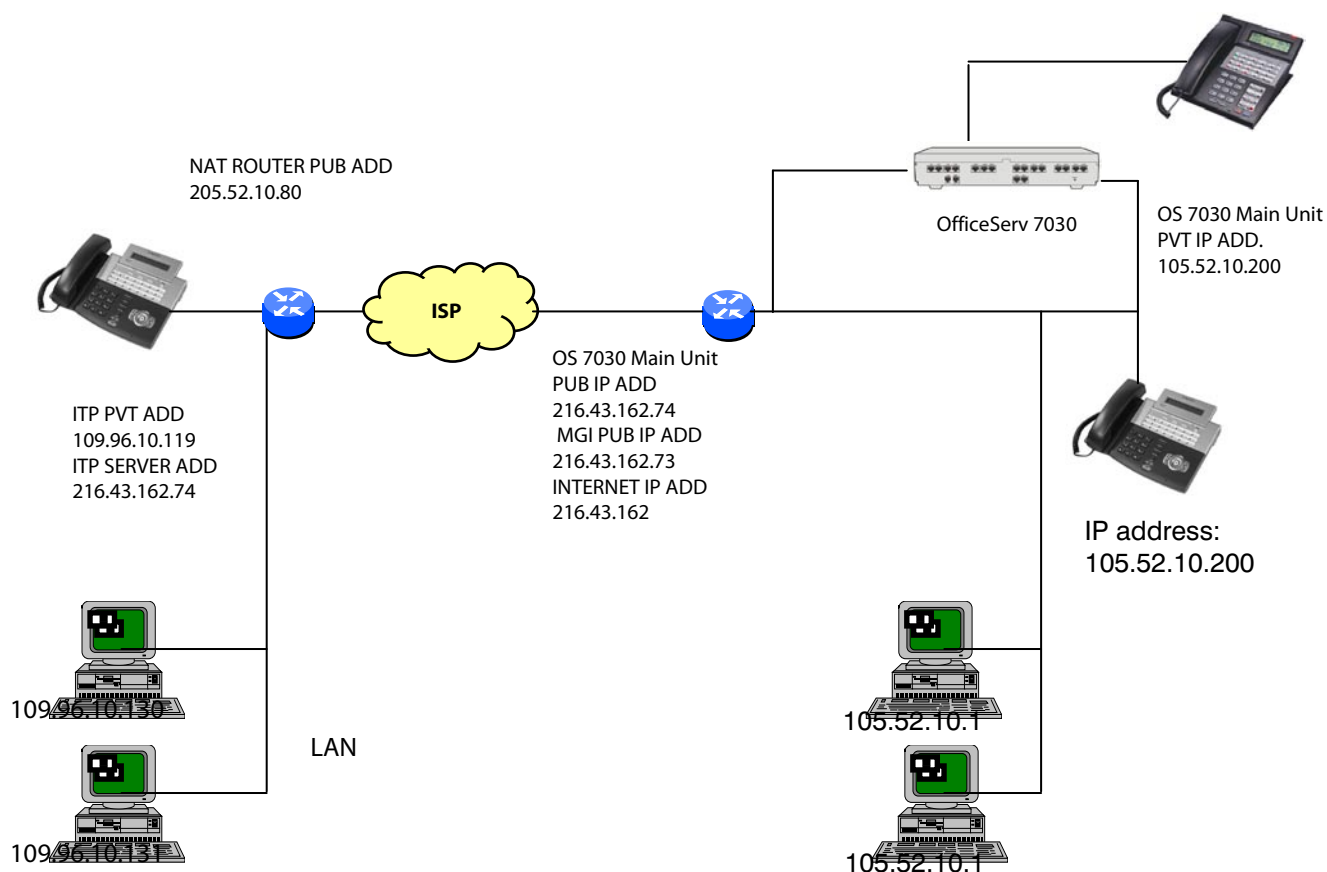 NAT ROUTER PUB ADD
205.52.10.80
OfficeServ 7030
OS 7030 Main Unit
PVT IP ADD.
105.52.10.200
ISP
OS 7030 Main Unit
PUB IP ADD
216.43.162.74
MGI PUB IP ADD
216.43.162.73
INTERNET IP ADD
216.43.162
ITP PVT ADD
109.96.10.119
ITP SERVER ADD
216.43.162.74
IP address:
105.52.10.200
109.96.10.130
105.52.10.1
LAN
109.96.10.131
105.52.10.1